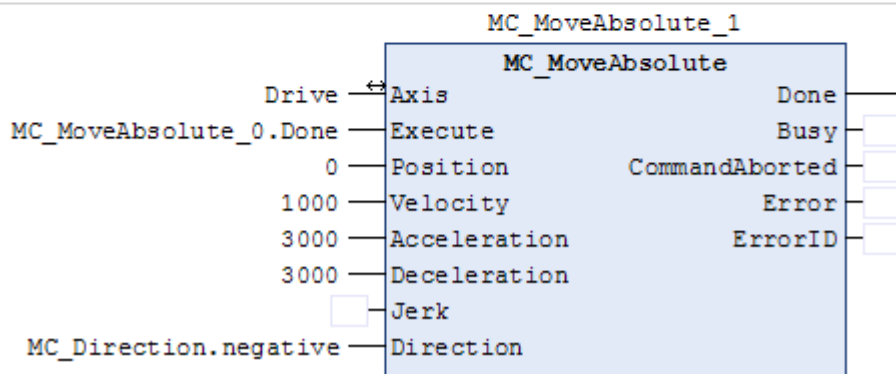 MC_MoveAbsolute_1
MC_MoveAbsolute
Drive Axis Done
MC_MoveAbsolute_0.Done Execute Busy
0 Position CommandAborted
1000 Velocity Error
3000 Acceleration ErrorID
3000 Deceleration
Jerk
MC_Direction.negative Direction